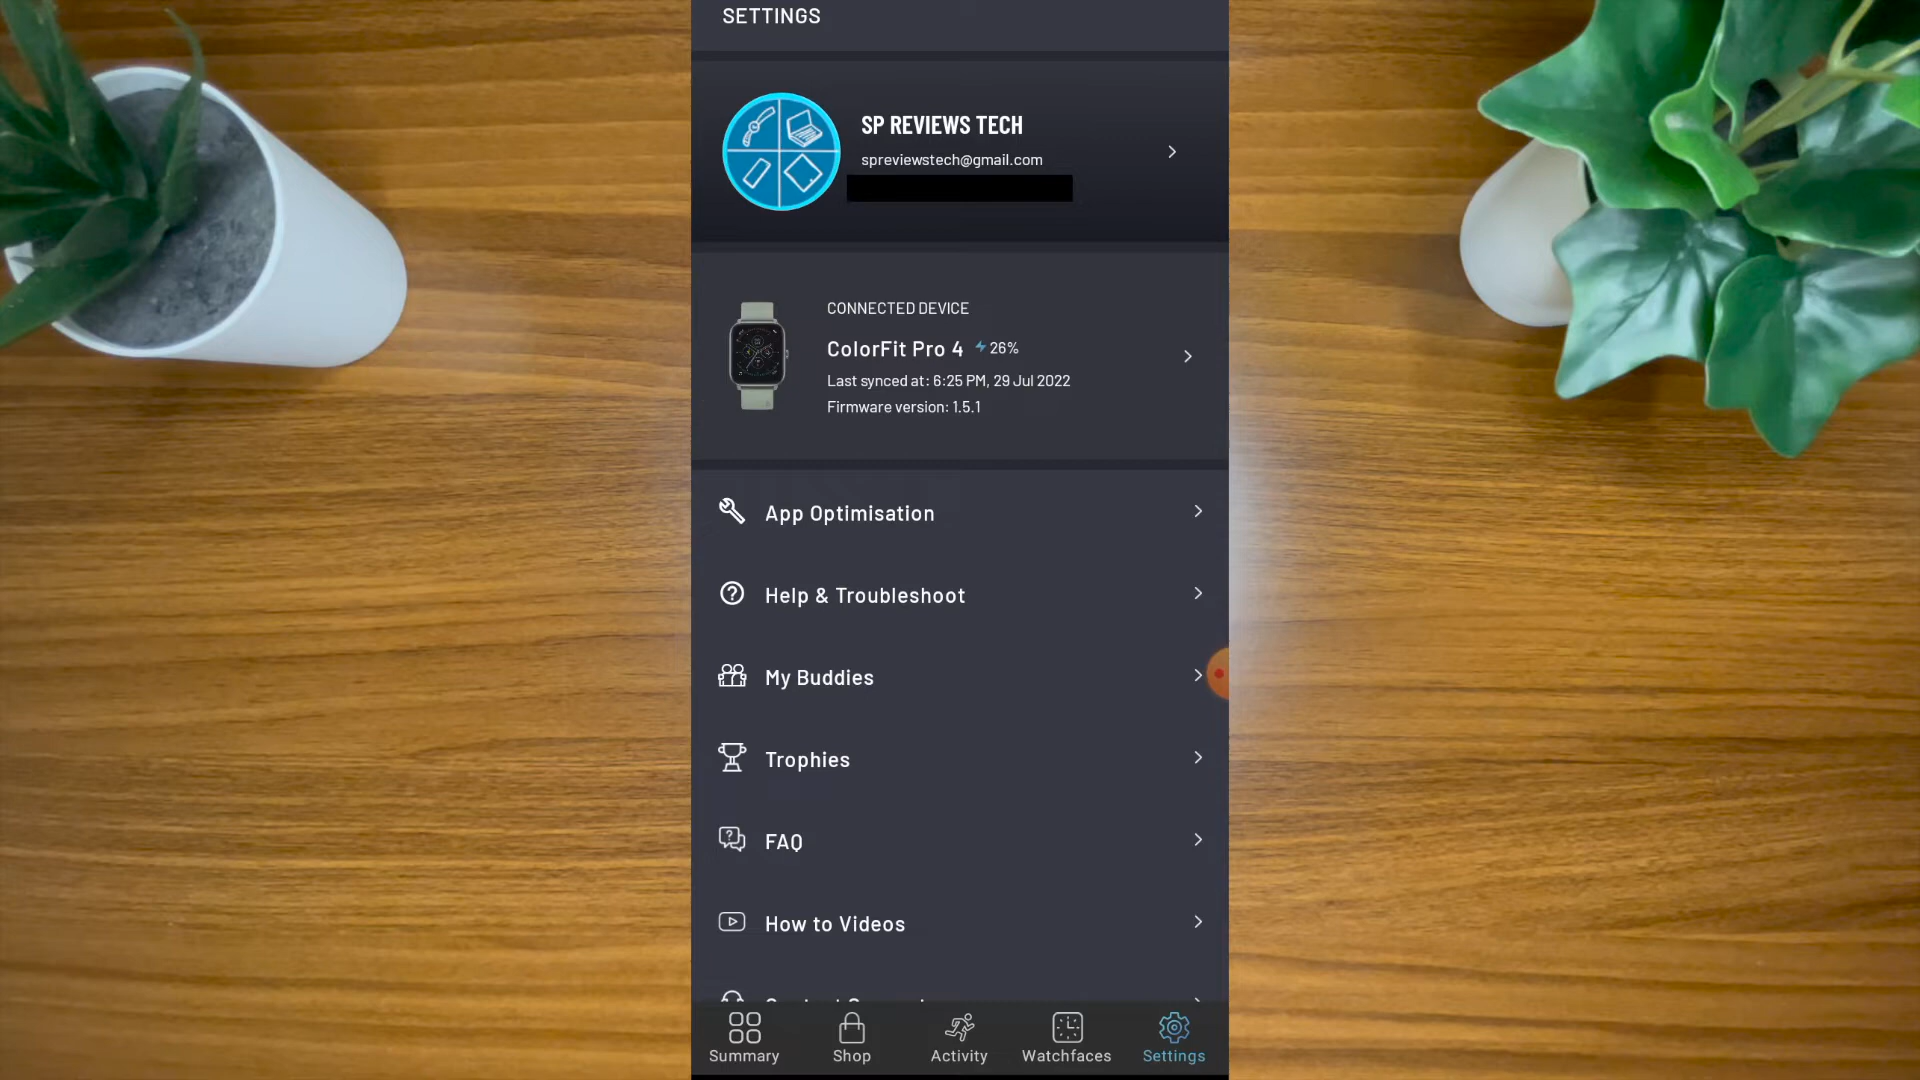 SETTINGS
SP REVIEWS TECH
spreviewstech@gmail.com
CONNECTED DEVICE
ColorFit Pro 4 26%
Last synced at: 6:25 PM, 29 Jul 2022
Firmware version: 1.5.1
App Optimisation
Help & Troubleshoot
My Buddies
Trophies
FAQ
How to Videos
Summary
Shop
Activity
Watchfaces
Settings